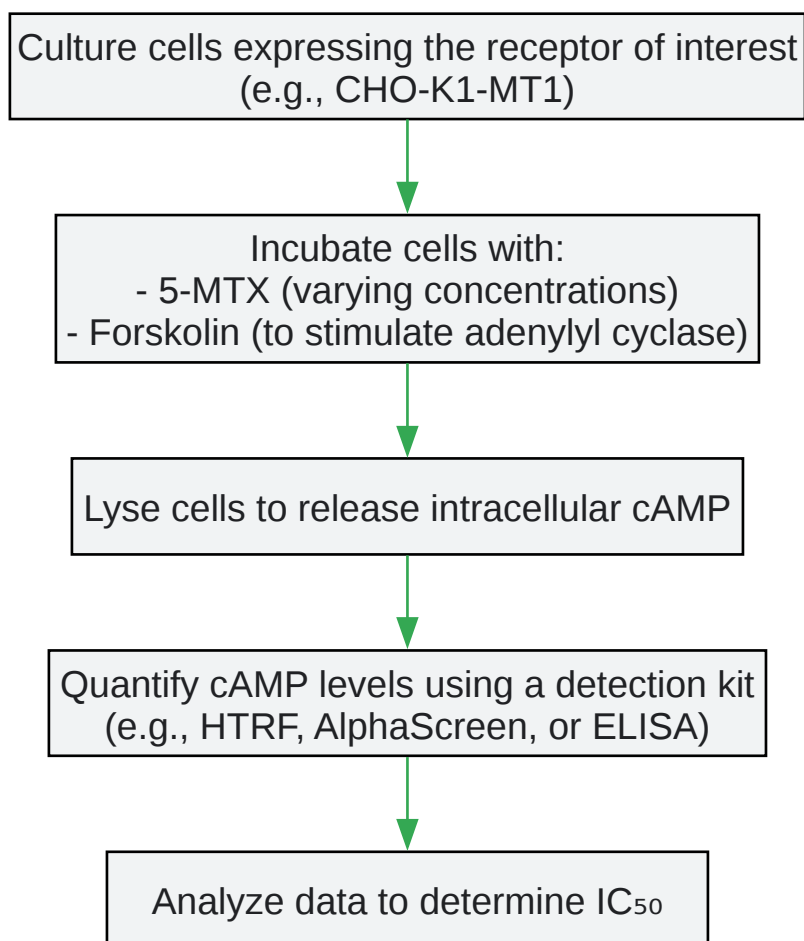 Culture cells expressing the receptor of interest
(e.g., CHO-K1-MT1)
Incubate cells with:
- 5-MTX (varying concentrations)
- Forskolin (to stimulate adenylyl cyclase)
Lyse cells to release intracellular cAMP
Quantify cAMP levels using a detection kit
(e.g., HTRF, AlphaScreen, or ELISA)
Analyze data to determine IC₅₀